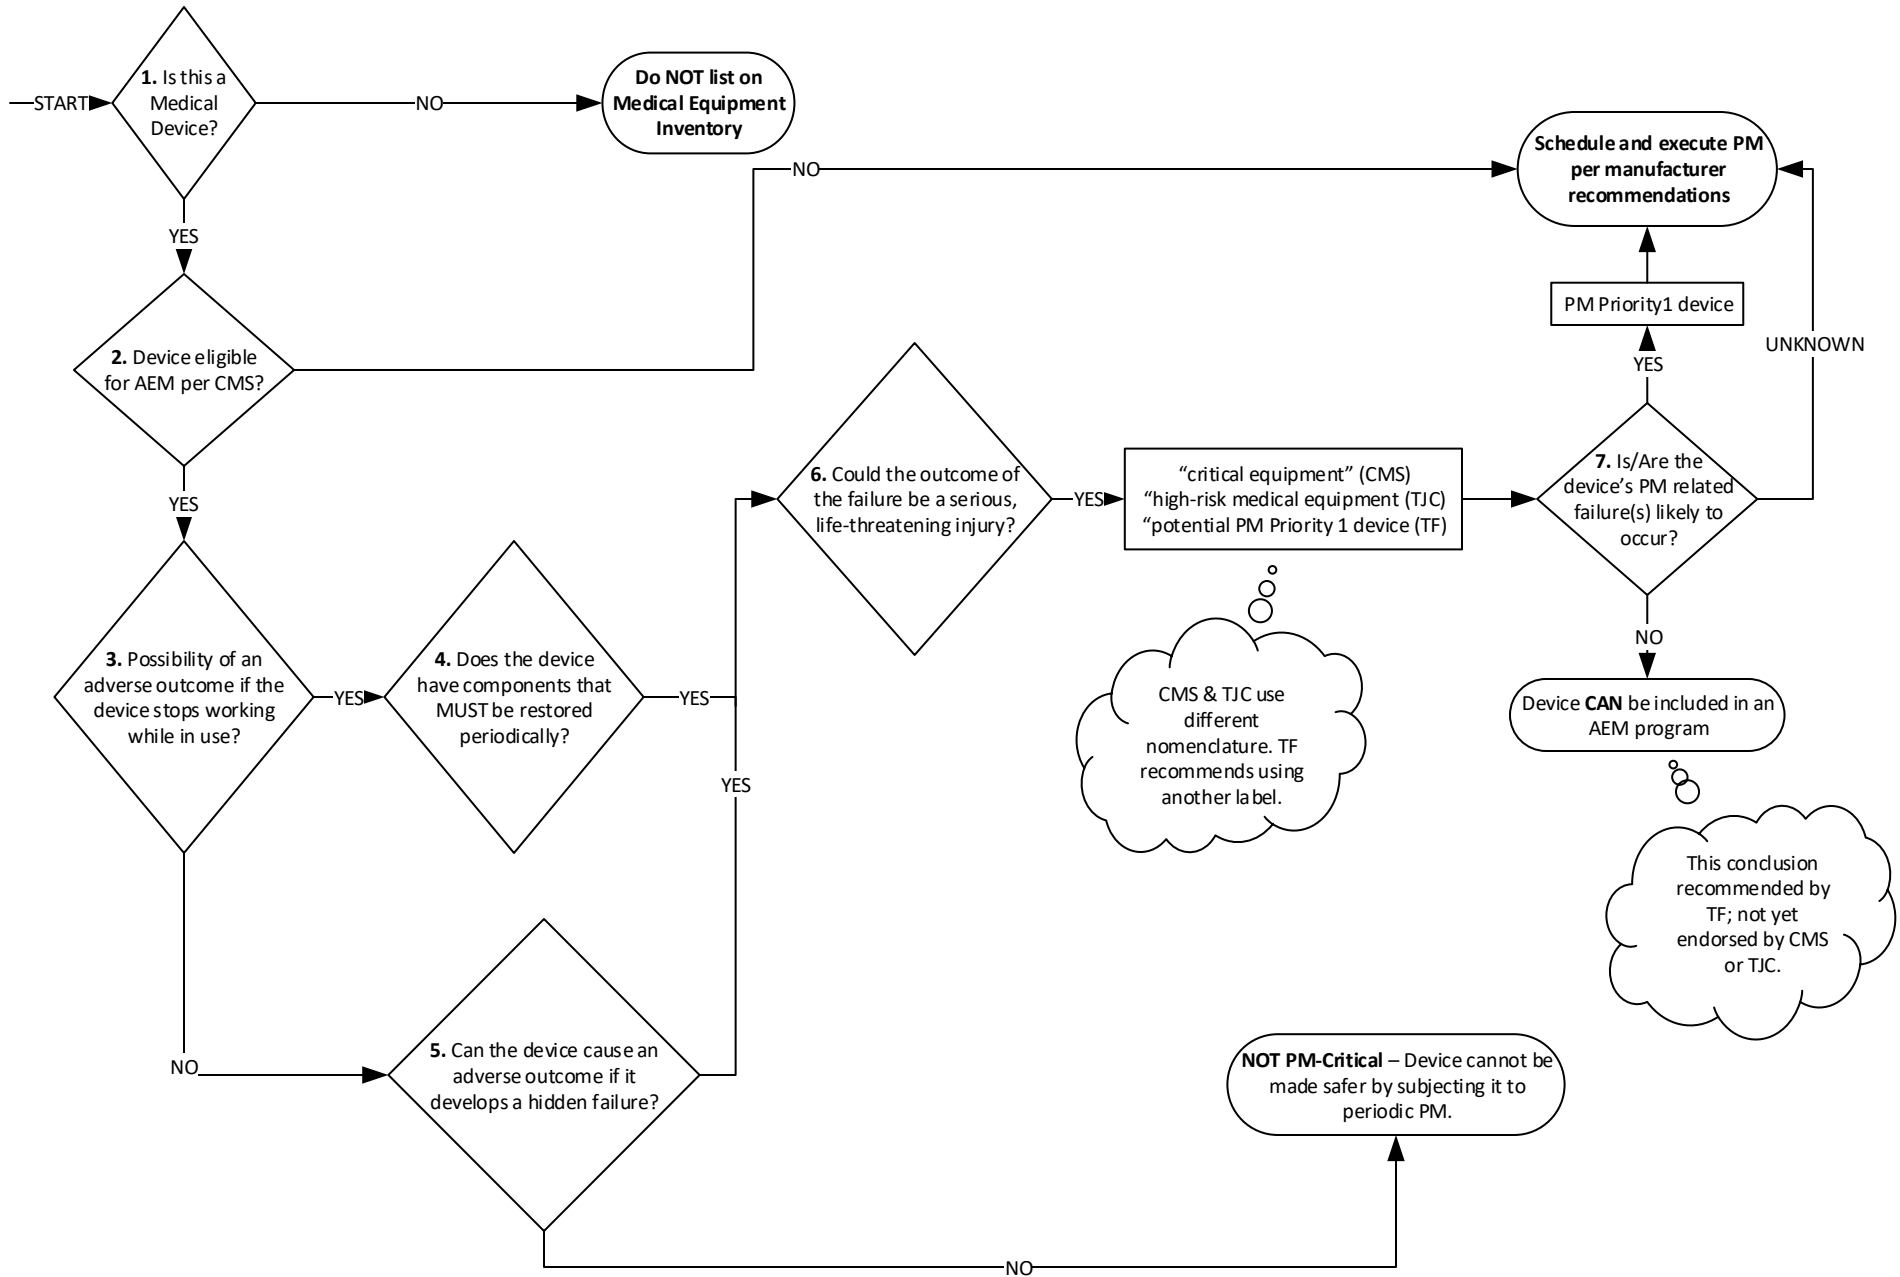 START
1. Is this a
Medical
Device?
NO
Do NOT list on
Medical Equipment
Inventory
YES
2. Device eligible
for AEM per CMS?
NO
Schedule and execute PM
per manufacturer
recommendations
YES
3. Possibility of an
adverse outcome if the
device stops working
while in use?
YES
4. Does the device
have components that
MUST be restored
periodically?
YES
YES
NO
5. Can the device cause an
adverse outcome if it
develops a hidden failure?
NO
NOT PM-Critical – Device cannot be
made safer by subjecting it to
periodic PM.
6. Could the outcome of
the failure be a serious,
life-threatening injury?
YES
“critical equipment” (CMS)
“high-risk medical equipment (TJC)
“potential PM Priority 1 device (TF)
CMS & TJC use
different
nomenclature. TF
recommends using
another label.
7. Is/Are the
device’s PM related
failure(s) likely to
occur?
YES
PM Priority1 device
UNKNOWN
NO
Device CAN be included in an
AEM program
This conclusion
recommended by
TF; not yet
endorsed by CMS
or TJC.